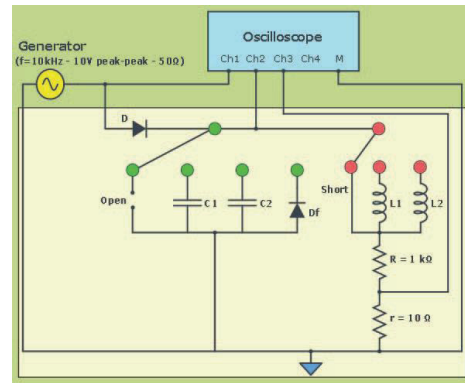 Oscilloscope
Ch1 Ch2 Ch3 Ch4 M
Generator
(f=10kHz - 10V peak-peak - 50Ω)
D
Open
C1
C2
Df
Short
L1
L2
R = 1 kΩ
r = 10 Ω